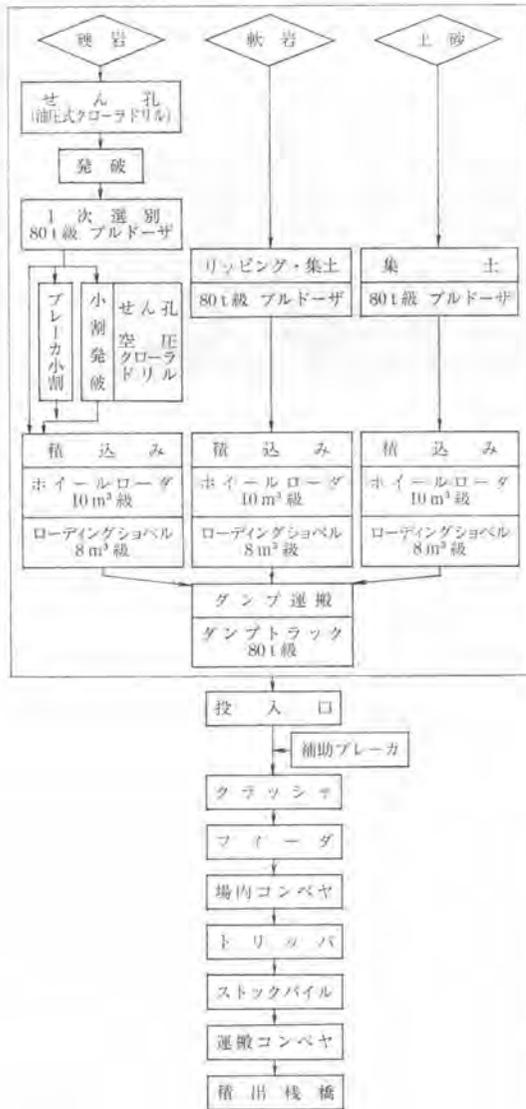 硬岩
軟岩
土砂
せん孔
(油圧式クローラドリル)
発破
1次選別
80t級 ブルドーザ
リッピング・集土
80t級 ブルドーザ
集土
80t級 ブルドーザ
ブレーカ小割
小割発破
せん孔
空圧
クローラ
ドリル
積込み
ホイールローダ
10m³級
ローディングショベル
8m³級
積込み
ホイールローダ
10m³級
ローディングショベル
8m³級
積込み
ホイールローダ
10m³級
ローディングショベル
8m³級
ダンプ運搬
ダンプトラック
80t級
投入口
補助ブレーカ
クラッシャ
フィーダ
場内コンベヤ
トリッパ
ストックパイル
運搬コンベヤ
積出桟橋